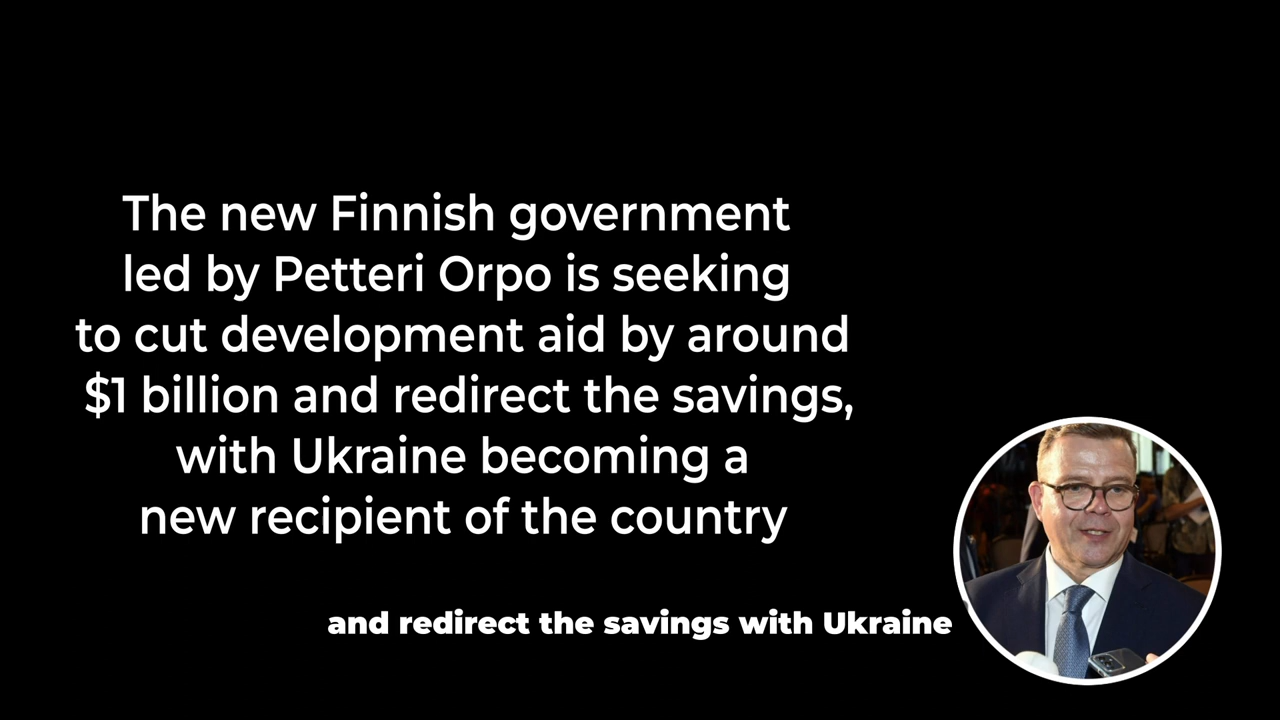 The new Finnish government
led by Petteri Orpo is seeking
to cut development aid by around
$1 billion and redirect the savings,
with Ukraine becoming a
new recipient of the country
and redirect the savings with Ukraine